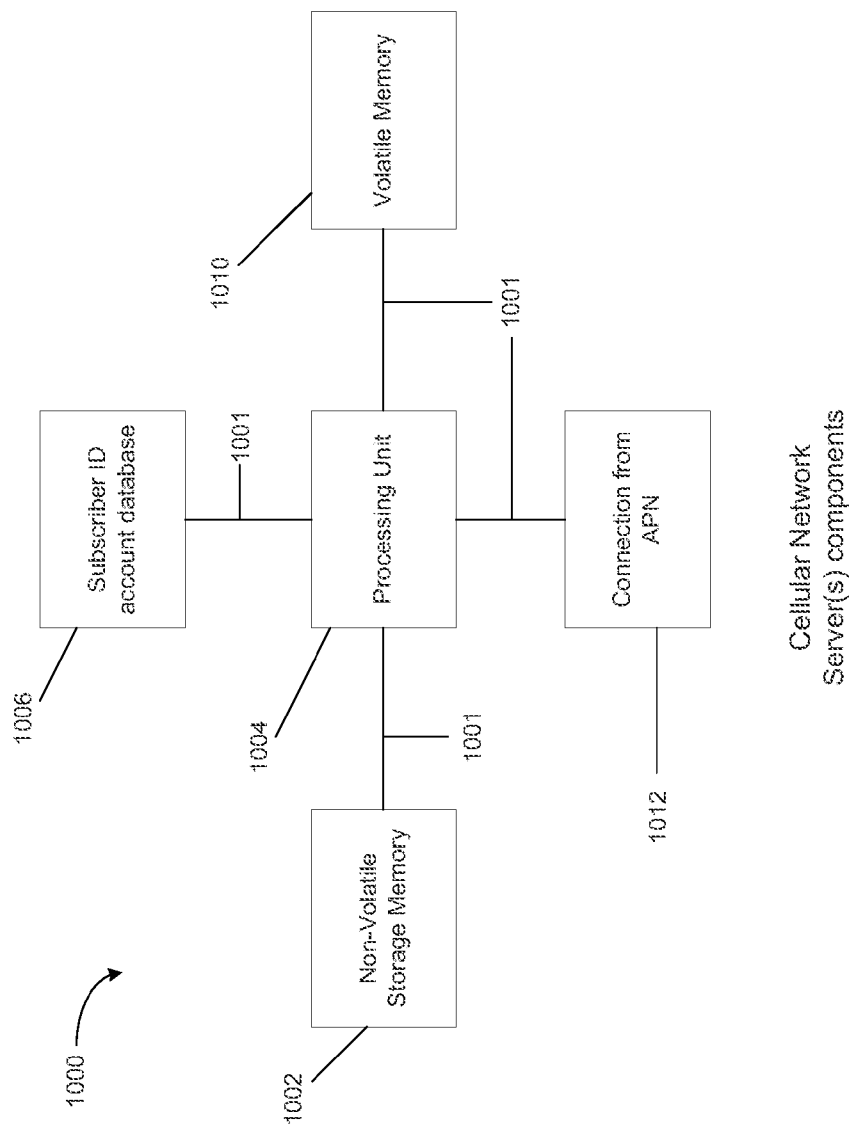 1000
1006
Subscriber ID
account database
1001
1002
Non-Volatile
Storage Memory
1001
1004
Processing Unit
1001
1010
Volatile Memory
1012
Connection from
APN
Cellular Network
Server(s) components